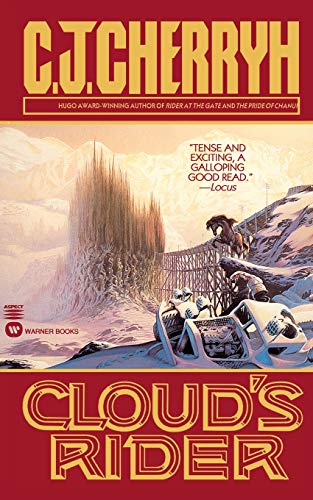 C.J. CHERRYH
HUGO AWARD-WINNING AUTHOR OF RIDER AT THE GATE AND THE PRIDE OF CHANUR
"TENSE AND
EXCITING, A
GALLOPING
GOOD READ."
—Locus
ASPECT
WARNER BOOKS
CLOUD'S
RIDER